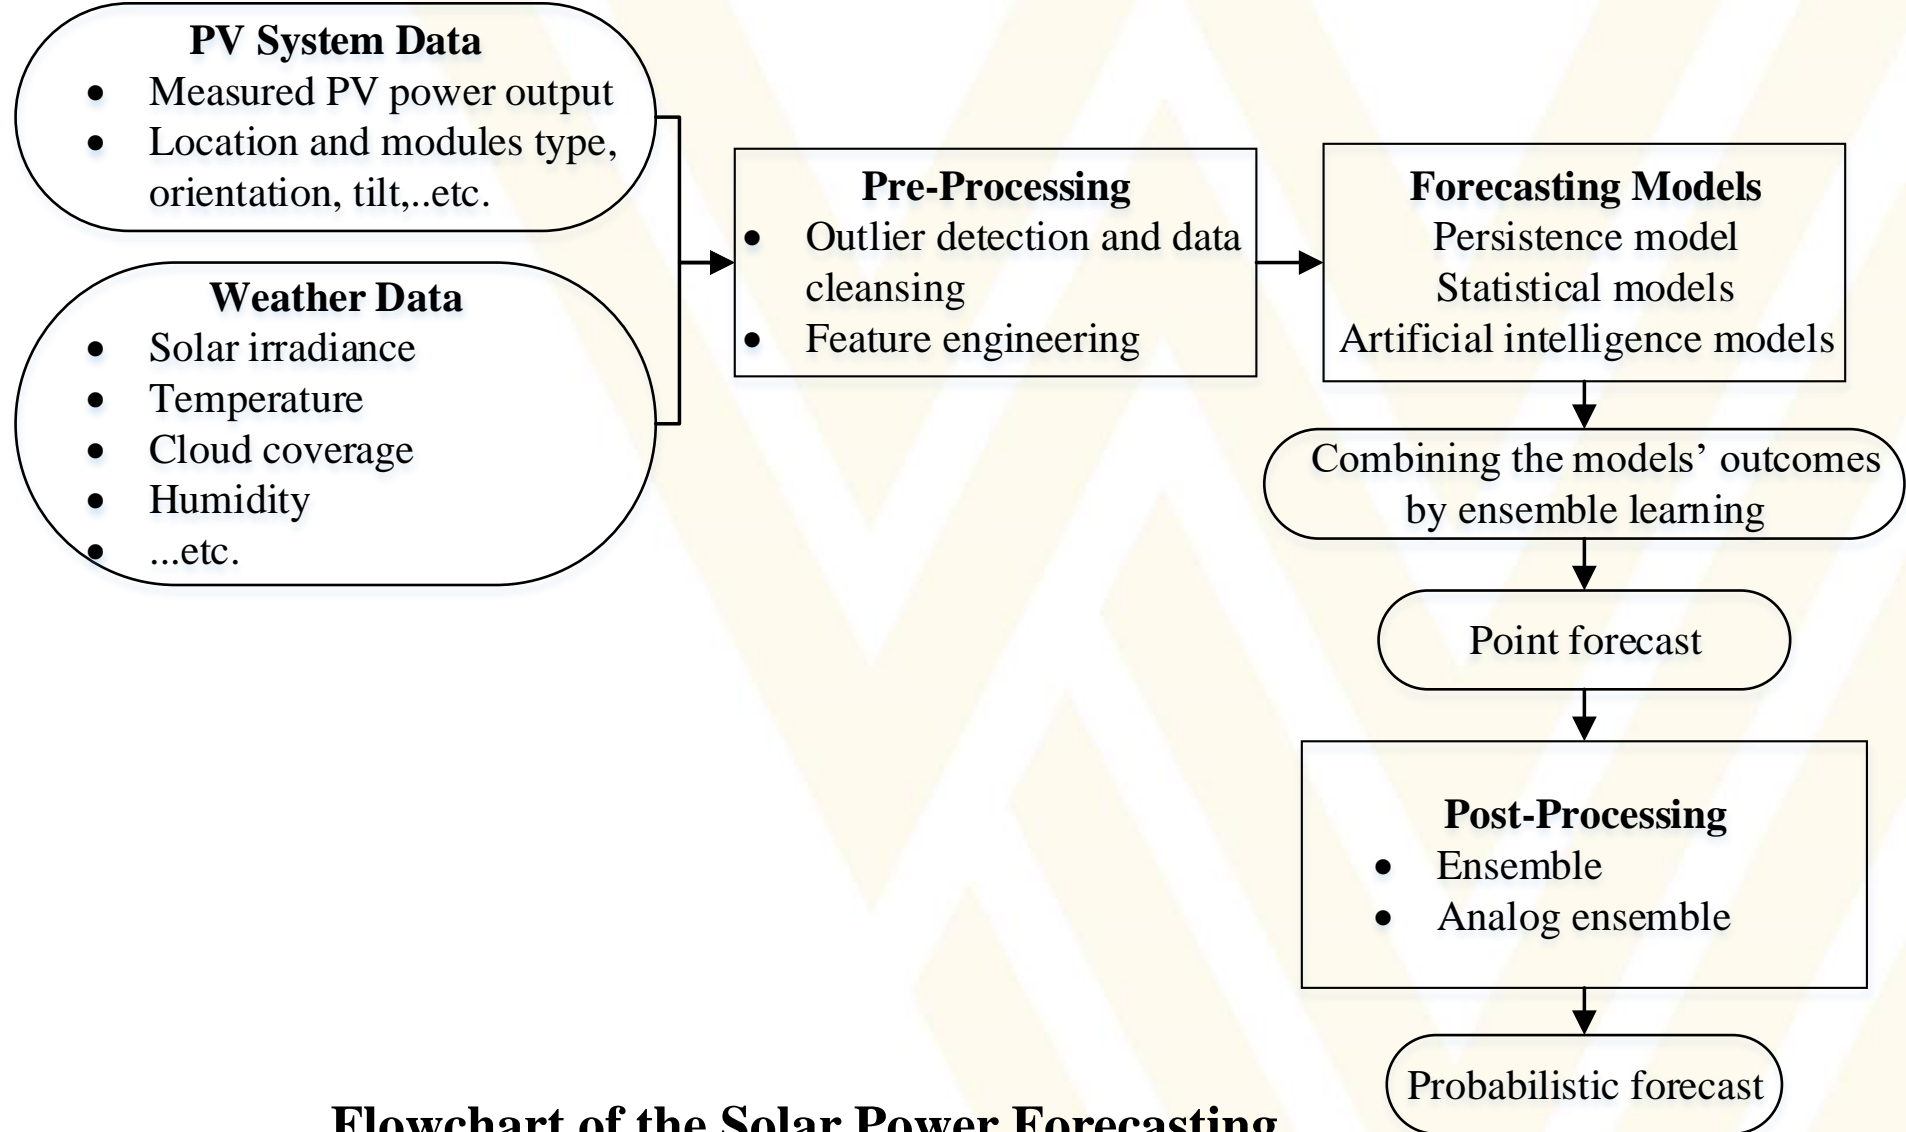 PV System Data
• Measured PV power output
• Location and modules type,
orientation, tilt,..etc.
Weather Data
• Solar irradiance
• Temperature
• Cloud coverage
• Humidity
• ...etc.
Pre-Processing
• Outlier detection and data
cleansing
• Feature engineering
Forecasting Models
Persistence model
Statistical models
Artificial intelligence models
Combining the models’ outcomes
by ensemble learning
Point forecast
Post-Processing
• Ensemble
• Analog ensemble
Probabilistic forecast
Flowchart of the Solar Power Forecasting